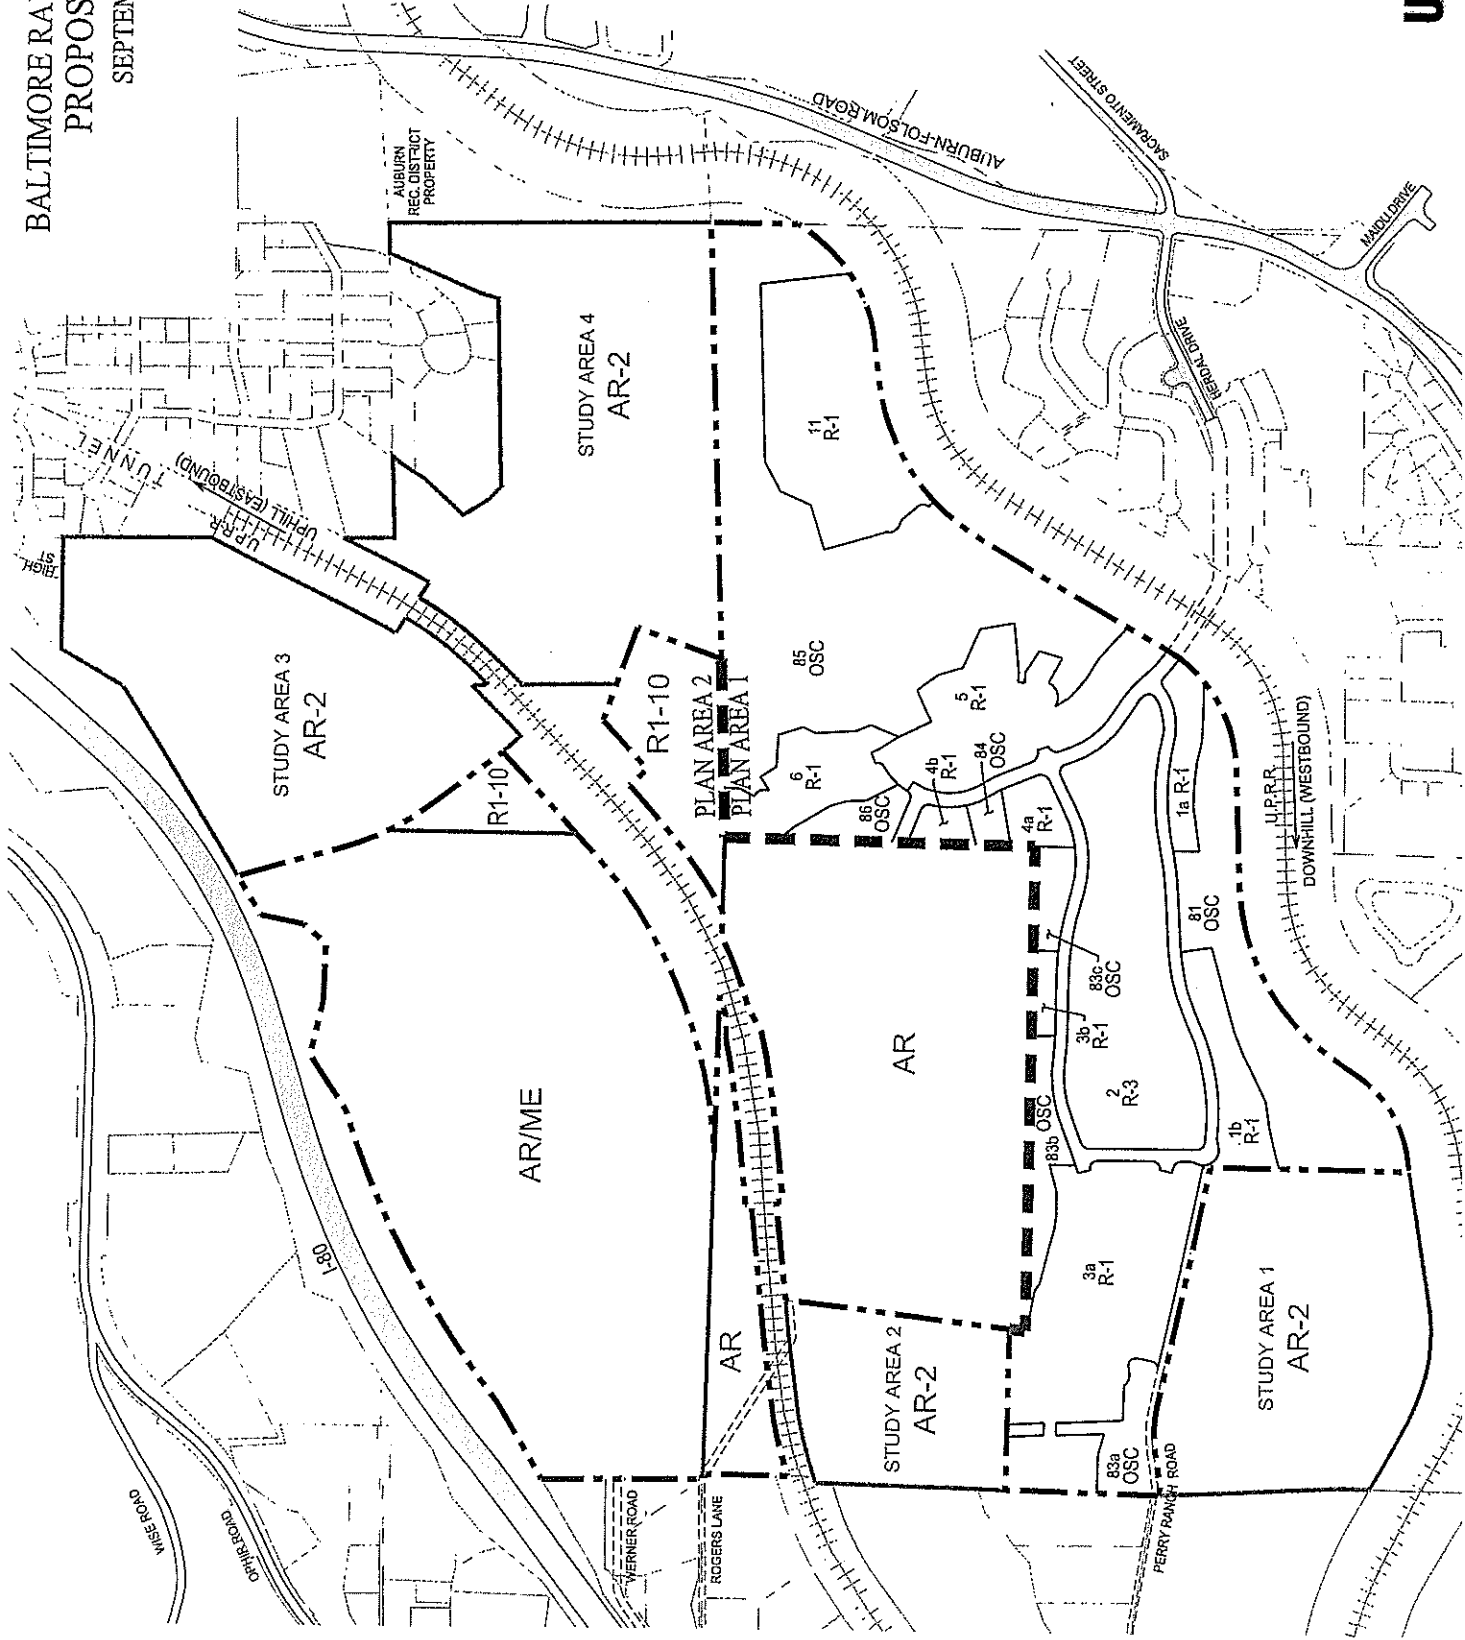 BALTIMORE RA
PROPOS
SEPTEM
AUBURN
REC. DISTRICT
PROPERTY
AUBURN-FOLSOM ROAD
SACRAMENTO STREET
MAIDU DRIVE
HERDAL DRIVE
HIGH
ST
TUNNEL
UPHILL (EASTBOUND)
U.P.R.R.
STUDY AREA 4
AR-2
STUDY AREA 3
AR-2
11
R-1
85
OSC
R1-10
PLAN AREA 2
PLAN AREA 1
R1-10
5
R-1
6
R-1
4b
R-1
84
OSC
86
OSC
4a
R-1
1a R-1
U.P.R.R.
DOWNHILL (WESTBOUND)
81
OSC
83c
OSC
3b
R-1
AR
AR/ME
2
R-3
OSC
83b
1b
R-1
I-80
3a
R-1
STUDY AREA 1
AR-2
AR
STUDY AREA 2
AR-2
83a
OSC
PERRY RANCH ROAD
WISE ROAD
OPHIR ROAD
WERNER ROAD
ROGERS LANE